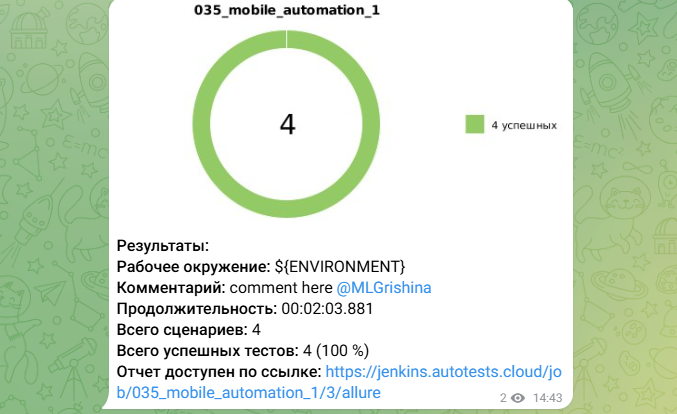 035_mobile_automation_1
4
4 успешных
Результаты:
Рабочее окружение: ${ENVIRONMENT}
Комментарий: comment here @MLGrishina
Продолжительность: 00:02:03.881
Всего сценариев: 4
Всего успешных тестов: 4 (100 %)
Отчет доступен по ссылке: https://jenkins.autotests.cloud/jo
b/035_mobile_automation_1/3/allure
2 14:43